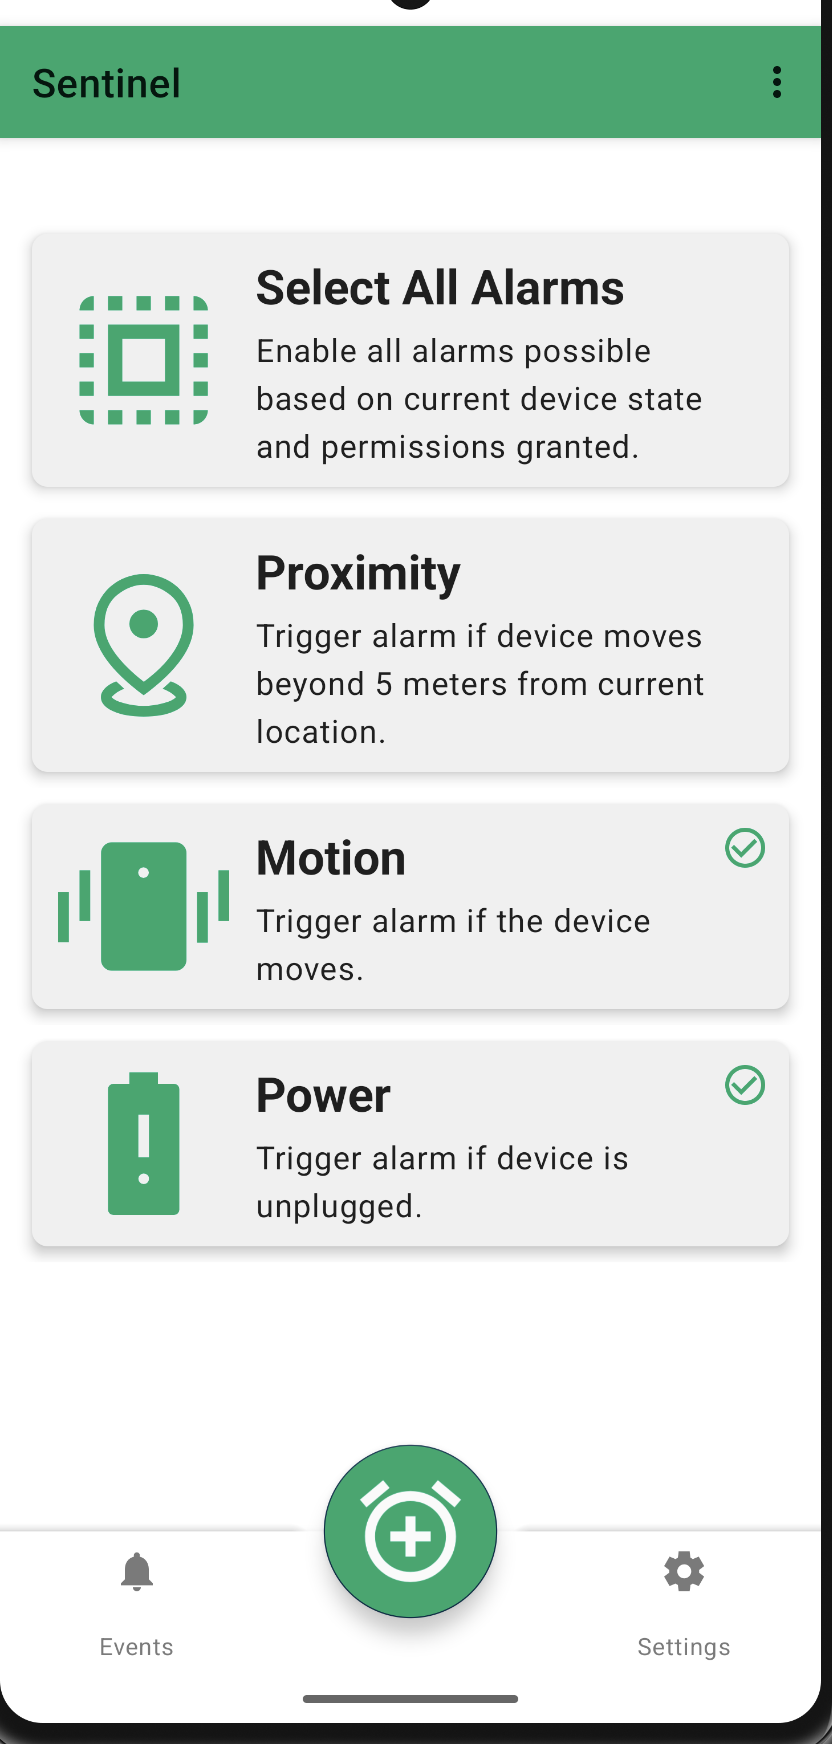 Sentinel
Select All Alarms
Enable all alarms possible
based on current device state
and permissions granted.
Proximity
Trigger alarm if device moves
beyond 5 meters from current
location.
Motion
Trigger alarm if the device
moves.
Power
Trigger alarm if device is
unplugged.
Events
Settings